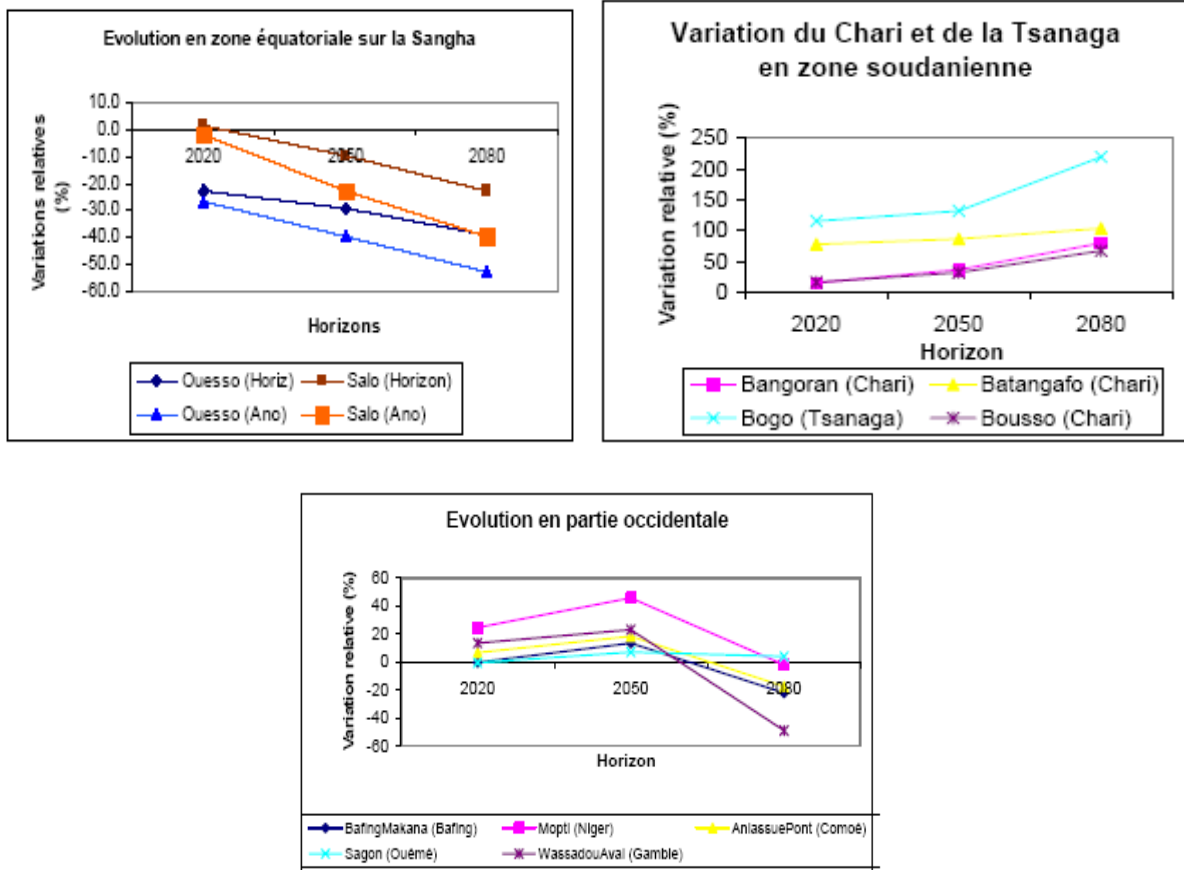 Evolution en zone équatoriale sur la Sangha
Variations relatives
(%)
10.0
0.0
-10.0
-20.0
-30.0
-40.0
-50.0
-60.0
2020
2050
2080
Horizons
Ouesso (Horiz)
Salo (Horizon)
Ouesso (Ano)
Salo (Ano)
Variation du Chari et de la Tsanaga
en zone soudanienne
Variation relative (%)
250
200
150
100
50
0
2020
2050
2080
Horizon
Bangoran (Chari)
Batangafo (Chari)
Bogo (Tsanaga)
Bousso (Chari)
Evolution en partie occidentale
Variation relative (%)
60
40
20
0
-20
-40
-60
2020
2050
2080
Horizon
BafingMakana (Bafing)
Mopti (Niger)
AniassuePont (Comoé)
Sagon (Ouémé)
WassadouAval (Gambie)